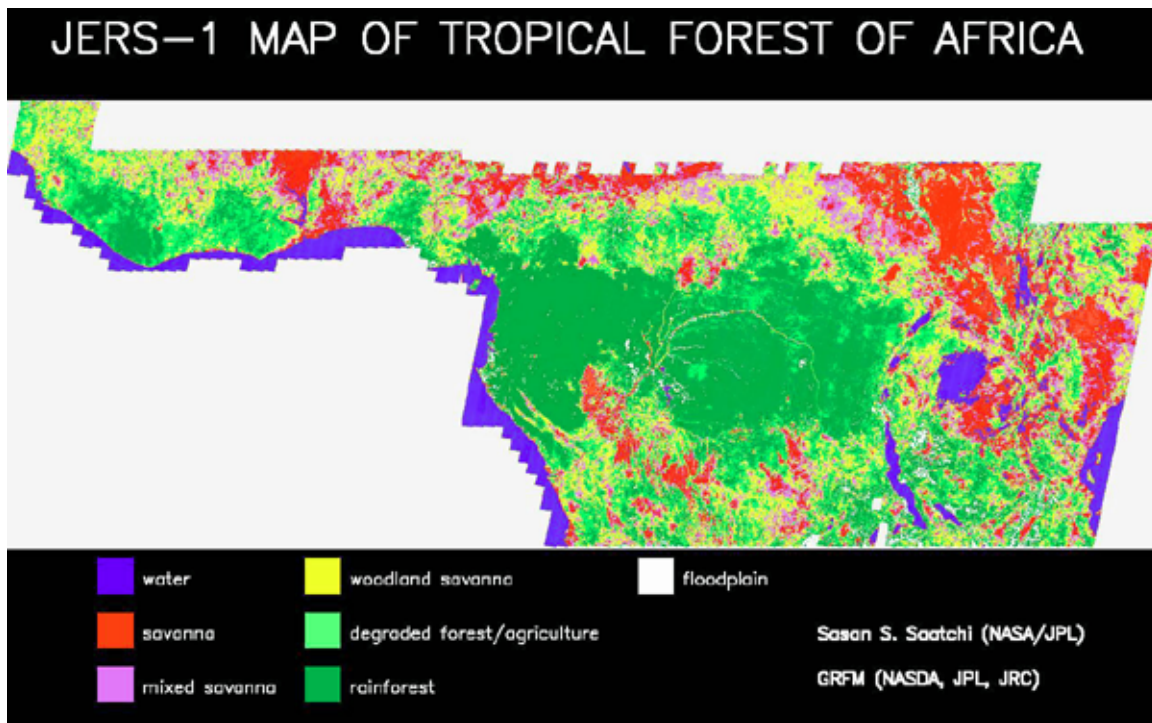 JERS-1 MAP OF TROPICAL FOREST OF AFRICA
water
woodland savanna
floodplain
savanna
degraded forest/agriculture
mixed savanna
rainforest
Sasan S. Saatchi (NASA/JPL)
GRFM (NASDA, JPL, JRC)